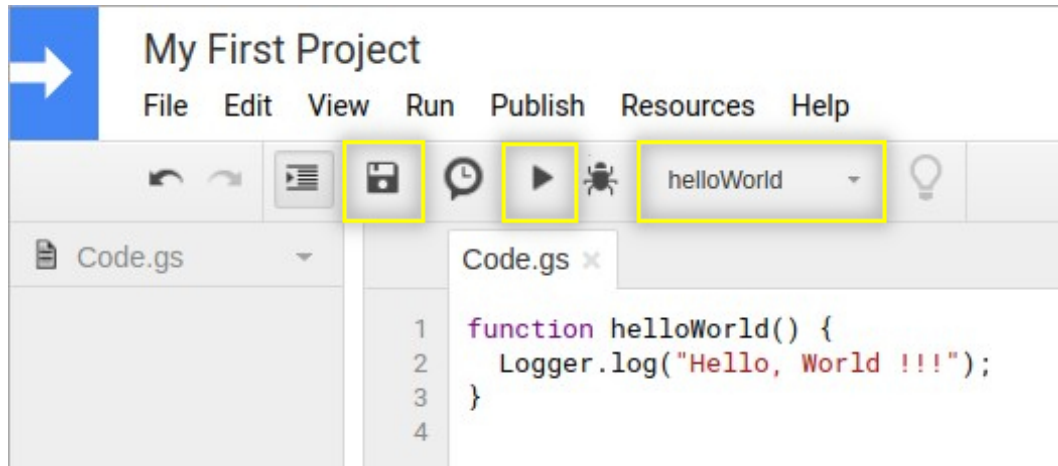 My First Project
File Edit View Run Publish Resources Help
helloWorld
Code.gs
Code.gs
1 function helloWorld() {
2 Logger.log("Hello, World !!!");
3 }
4